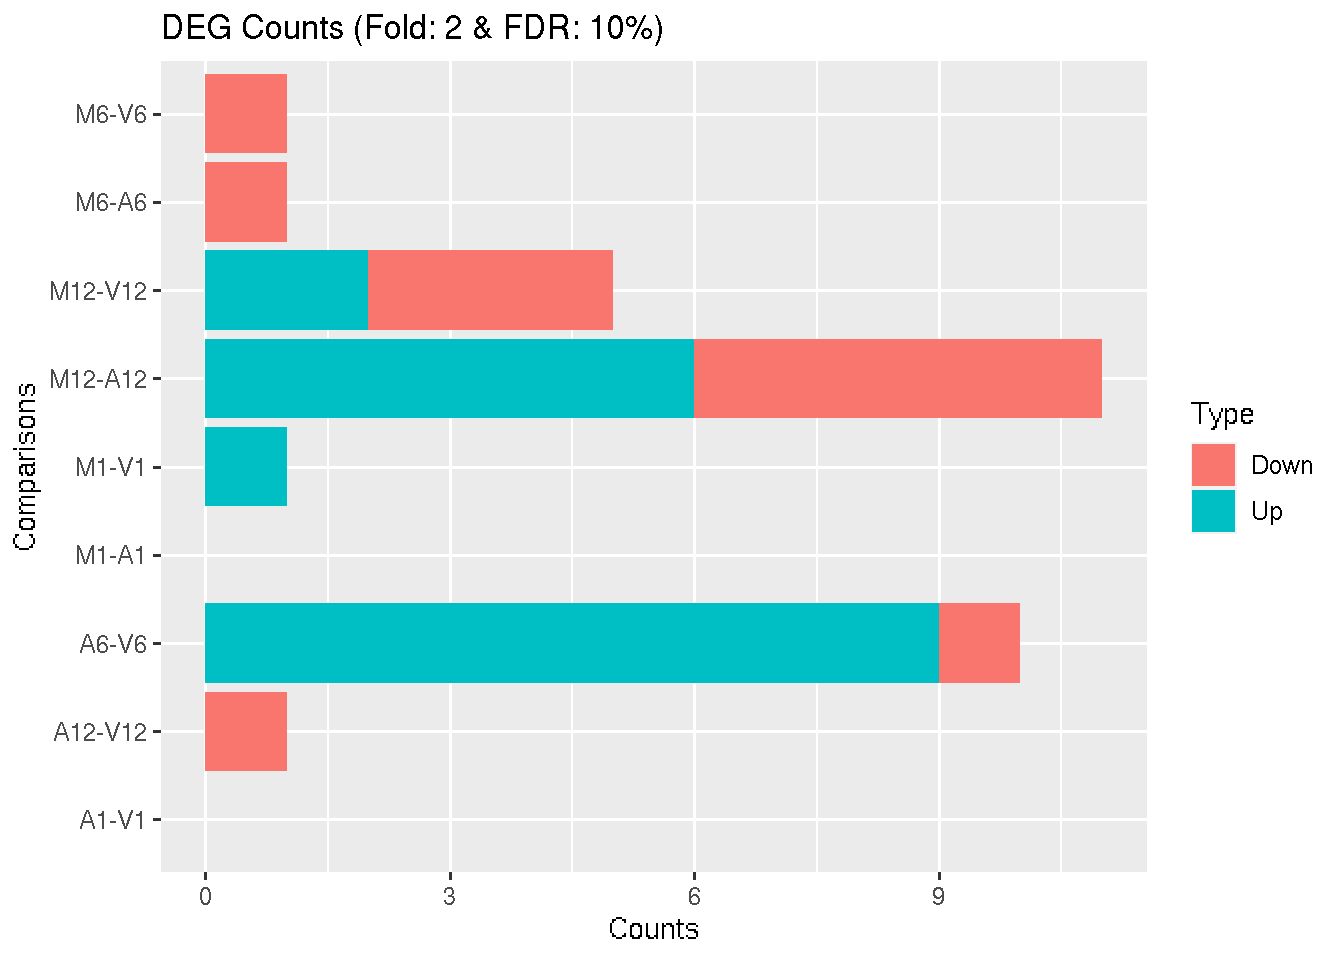 DEG Counts (Fold: 2 & FDR: 10%)
M6-V6
M6-A6
M12-V12
M12-A12
M1-V1
M1-A1
A6-V6
A12-V12
A1-V1
Comparisons
0 3 6 9
Counts
Type
Down
Up